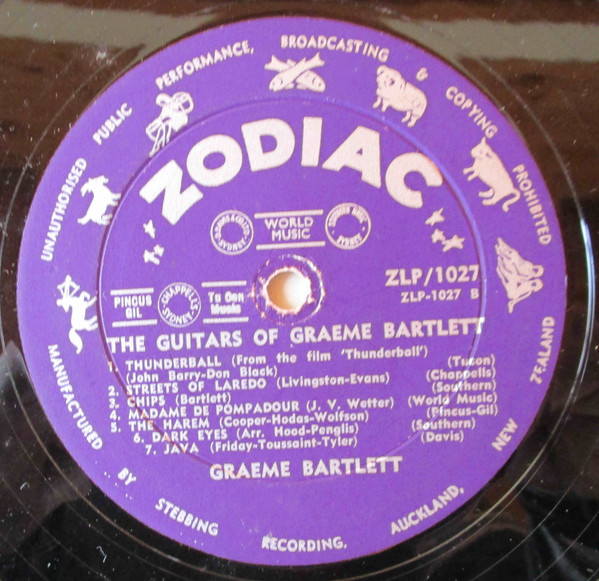 UNAUTHORISED PUBLIC PERFORMANCE, BROADCASTING & COPYING PROHIBITED
ZODIAC
SYDNEY
WORLD MUSIC
SYDNEY
ZLP/1027
ZLP-1027 B
PINCUS GIL
CHAPPELLS SYDNEY
Tu Con Music
THE GUITARS OF GRAEME BARTLETT
1. THUNDERBALL (From the film 'Thunderball') (Tucon)
(John Barry-Don Black) (Chappells)
2. STREETS OF LAREDO (Livingston-Evans) (Southern)
3. CHIPS (Bartlett) (World Music)
4. MADAME DE POMPADOUR (J. V. Wetter) (Pincus-Gil)
5. THE HAREM (Cooper-Hodas-Wolfson) (Southern)
6. DARK EYES (Arr. Hood-Penglis) (Davis)
7. JAVA (Friday-Toussaint-Tyler)
GRAEME BARTLETT
MANUFACTURED BY STEBBING RECORDING, AUCKLAND, NEW ZEALAND